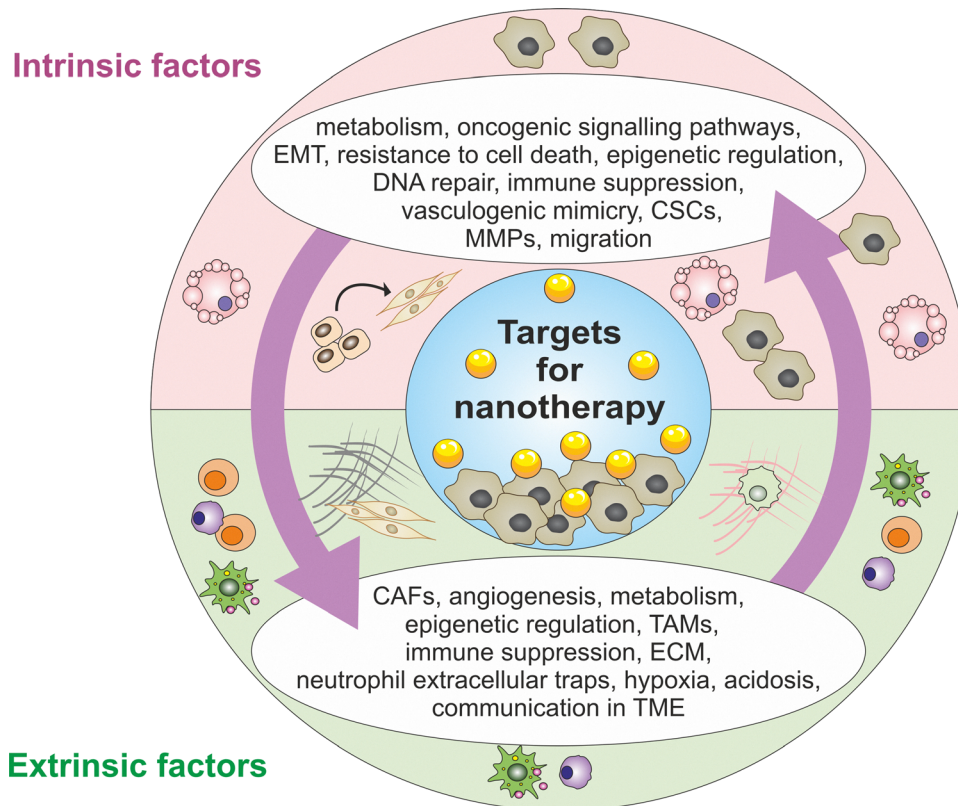 Intrinsic factors
metabolism, oncogenic signalling pathways,
EMT, resistance to cell death, epigenetic regulation,
DNA repair, immune suppression,
vasculogenic mimicry, CSCs,
MMPs, migration
Targets
for
nanotherapy
CAFs, angiogenesis, metabolism,
epigenetic regulation, TAMs,
immune suppression, ECM,
neutrophil extracellular traps, hypoxia, acidosis,
communication in TME
Extrinsic factors